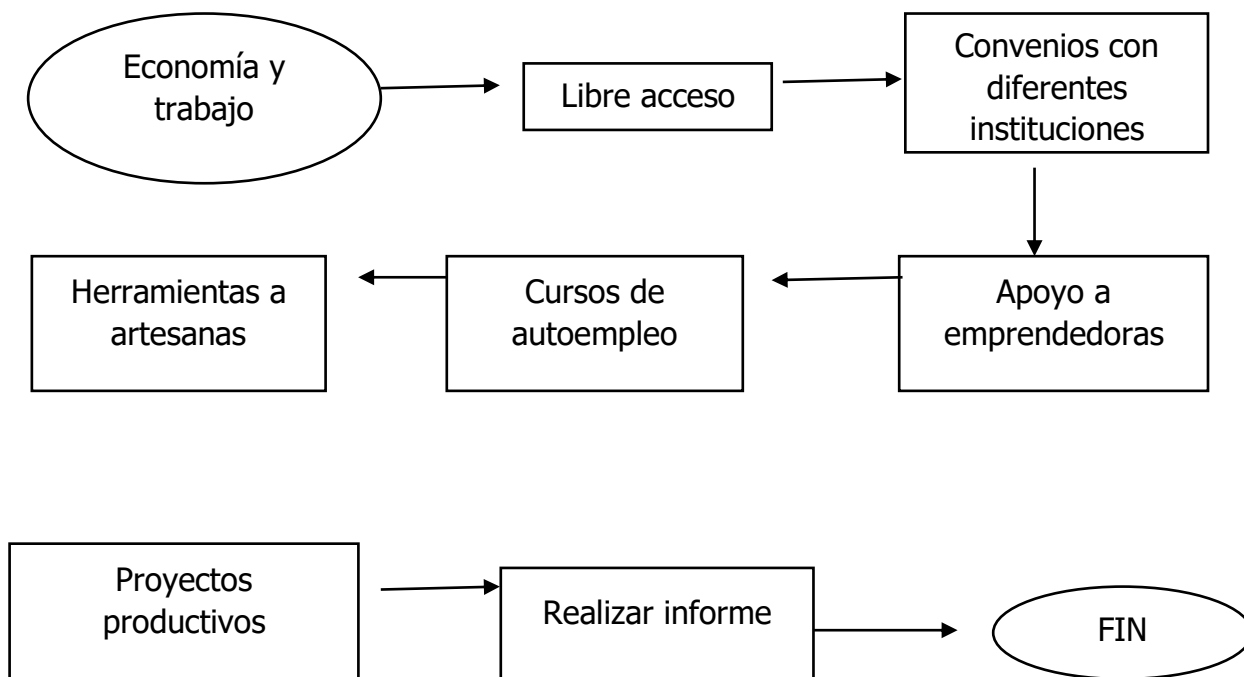 Economía y
trabajo
Libre acceso
Convenios con
diferentes
instituciones
Herramientas a
artesanas
Cursos de
autoempleo
Apoyo a
emprendedoras
Proyectos
productivos
Realizar informe
FIN